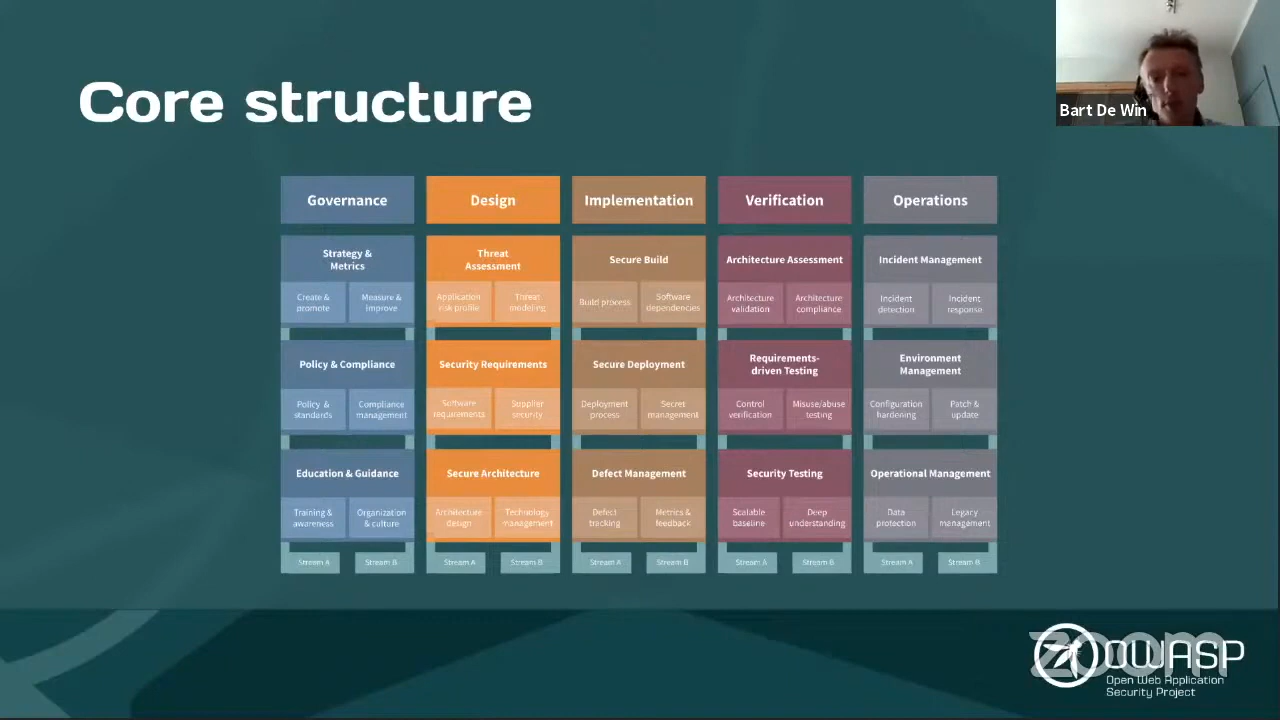 Core structure
Bart De Win
Governance
Design
Implementation
Verification
Operations
Strategy &
Metrics
Threat
Assessment
Secure Build
Architecture Assessment
Incident Management
Create &
promote
Measure &
improve
Application
risk profile
Threat
modeling
Build process
Software
dependencies
Architecture
validation
Architecture
compliance
Incident
detection
Incident
response
Policy & Compliance
Security Requirements
Secure Deployment
Requirements-
driven Testing
Environment
Management
Policy &
standards
Compliance
management
Software
requirements
Supplier
security
Deployment
process
Secret
management
Control
verification
Misuse/abuse
testing
Configuration
hardening
Patch &
update
Education & Guidance
Secure Architecture
Defect Management
Security Testing
Operational Management
Training &
awareness
Organization
& culture
Architecture
design
Technology
management
Defect
tracking
Metrics &
feedback
Scalable
baseline
Deep
understanding
Data
protection
Legacy
management
Stream A
Stream B
Stream A
Stream B
Stream A
Stream B
Stream A
Stream B
Stream A
Stream B
zoom
OWASP
Open Web Application
Security Project